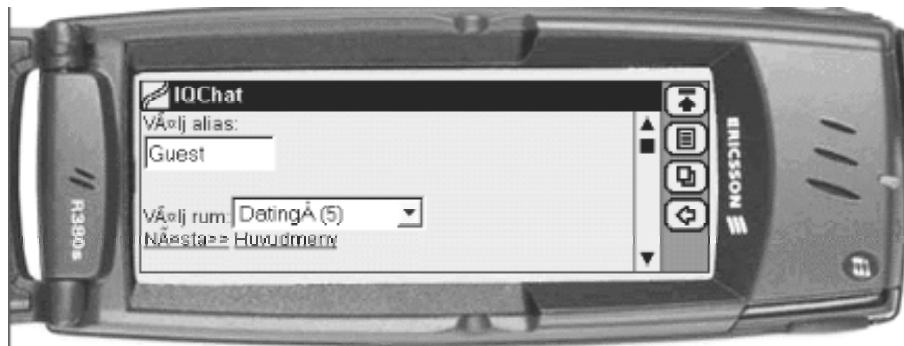 IQChat
VÃ¤lj alias:
Guest
VÃ¤lj rum: DatingÂ (5)
NÃ¤sta>> Huvudmeny
ERICSSON
R380s